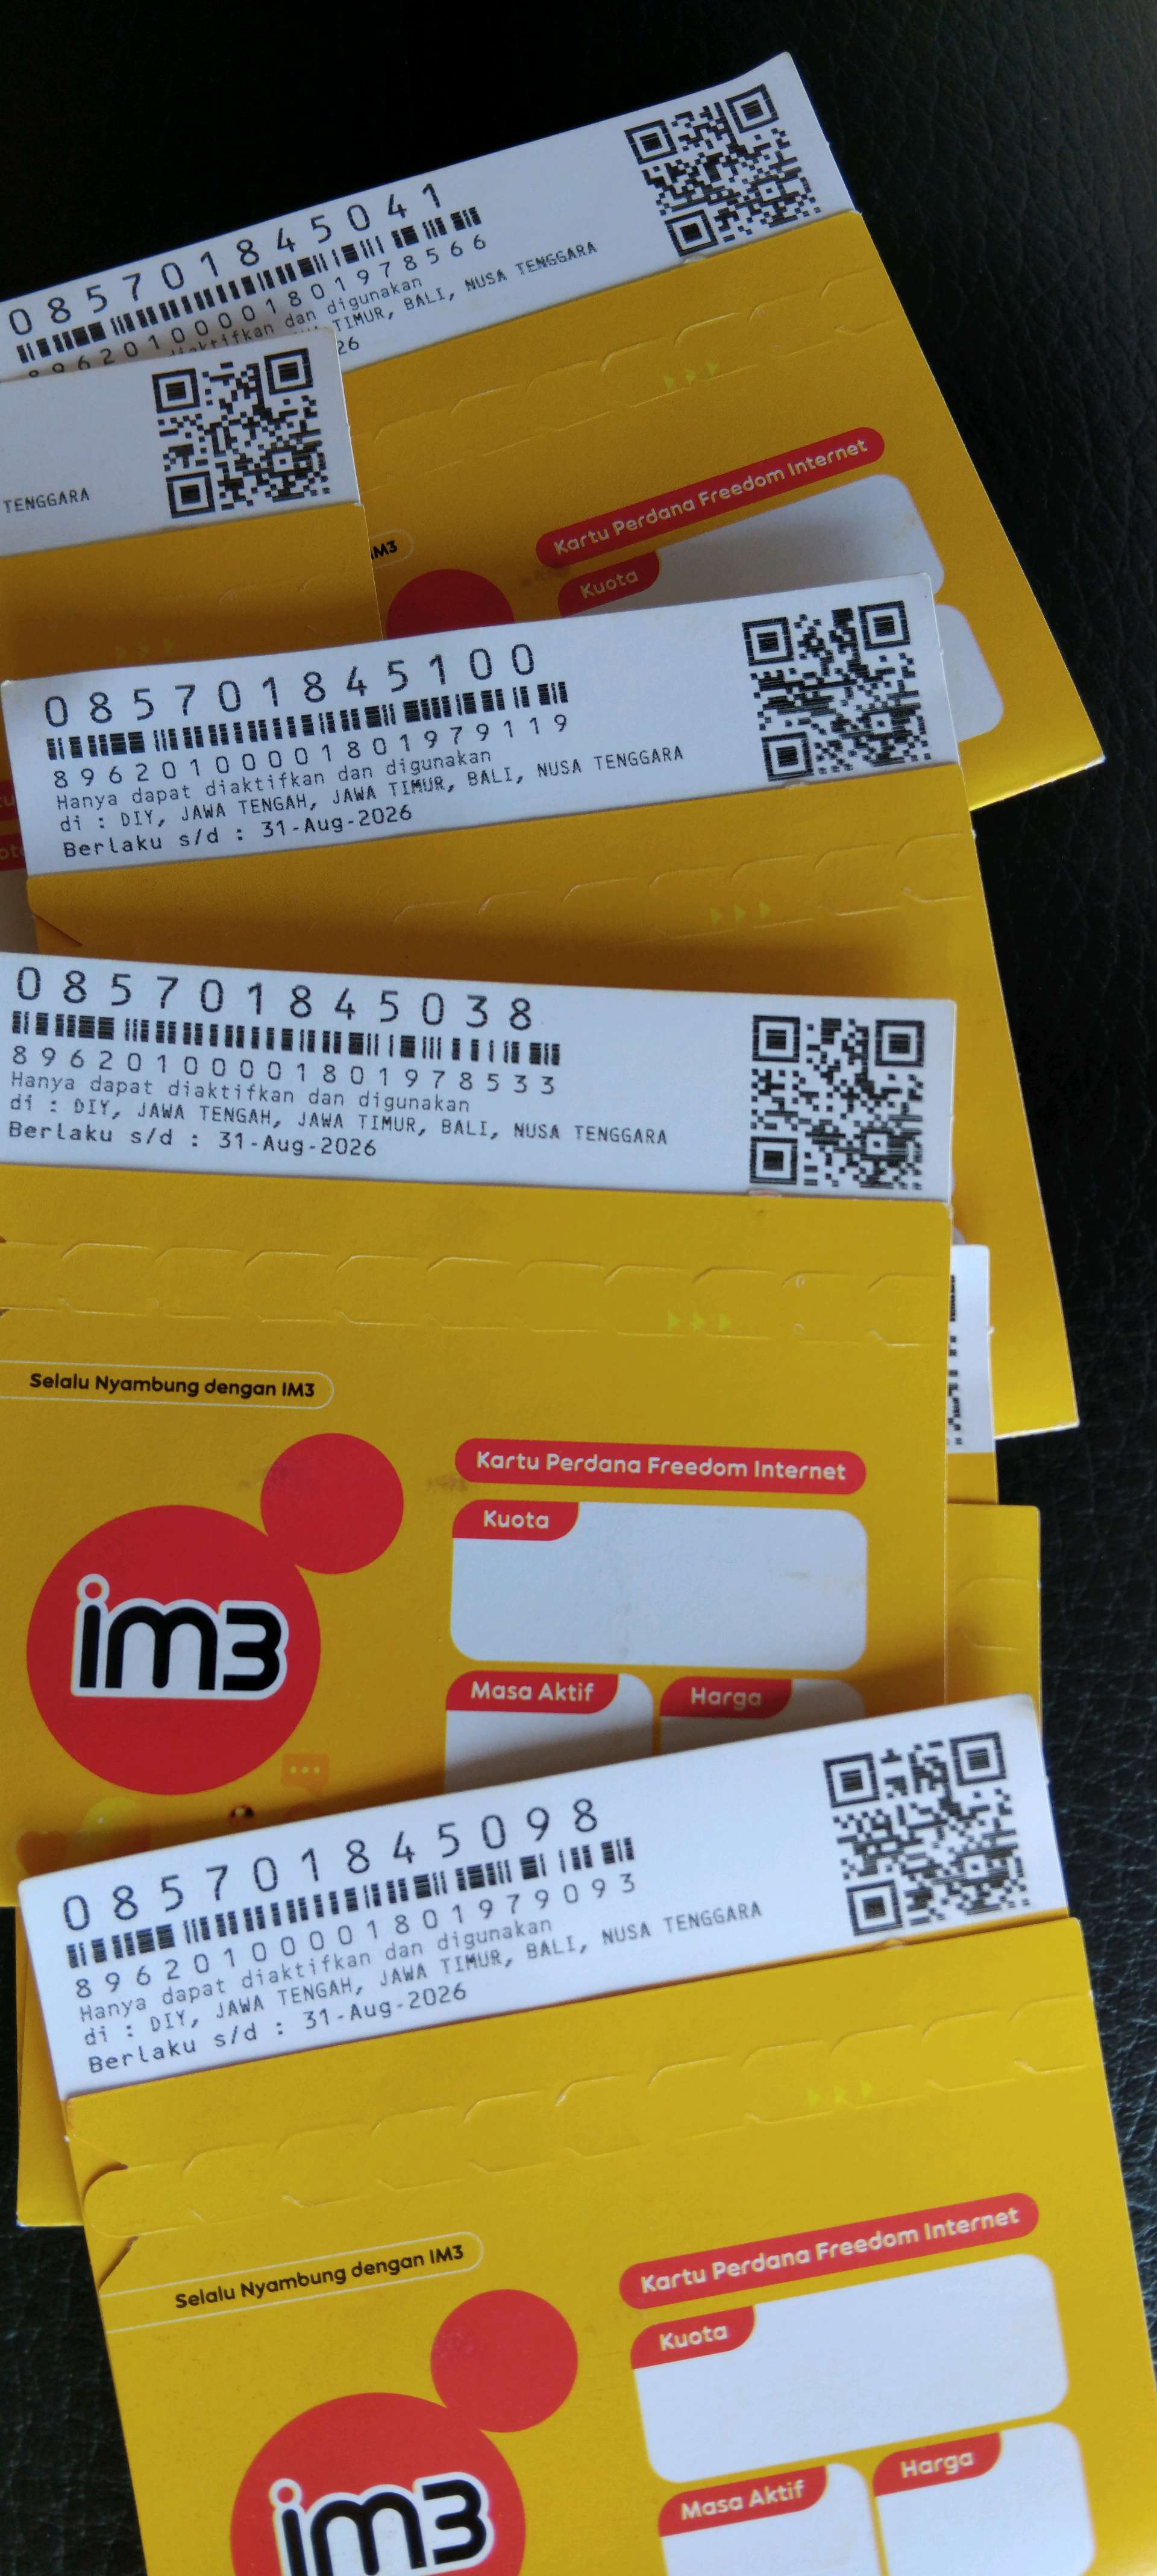 085701845041
89620100001801978566
diaktifkan dan digunakan
TIMUR, BALI, NUSA TENGGARA
26
TENGGARA
IM3
Kartu Perdana Freedom Internet
Kuota
085701845100
89620100001801979119
Hanya dapat diaktifkan dan digunakan
di : DIY, JAWA TENGAH, JAWA TIMUR, BALI, NUSA TENGGARA
Berlaku s/d : 31-Aug-2026
085701845038
89620100001801978533
Hanya dapat diaktifkan dan digunakan
di : DIY, JAWA TENGAH, JAWA TIMUR, BALI, NUSA TENGGARA
Berlaku s/d : 31-Aug-2026
Selalu Nyambung dengan IM3
Kartu Perdana Freedom Internet
Kuota
im3
Masa Aktif
Harga
085701845098
89620100001801979093
Hanya dapat diaktifkan dan digunakan
di : DIY, JAWA TENGAH, JAWA TIMUR, BALI, NUSA TENGGARA
Berlaku s/d : 31-Aug-2026
Selalu Nyambung dengan IM3
Kartu Perdana Freedom Internet
Kuota
im3
Masa Aktif
Harga